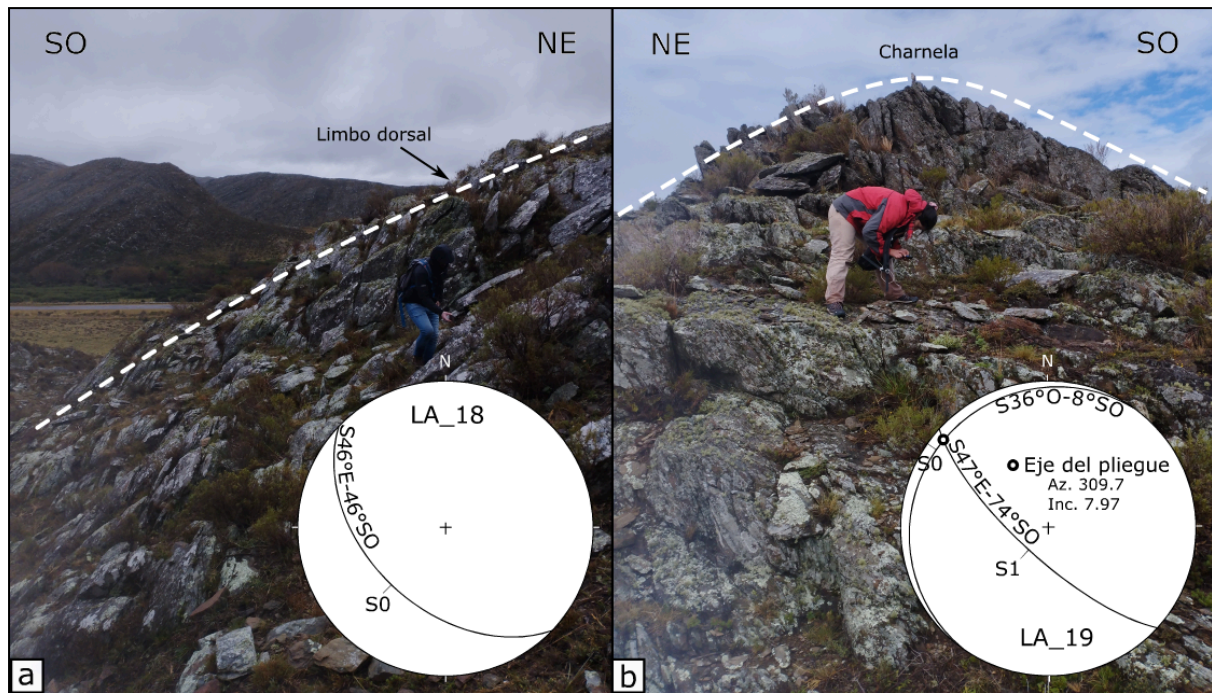 SO
NE
Limbo dorsal
N
LA_18
S46°E-46°SO
S0
a
NE
SO
Charnela
N
S36°O-8°SO
S0
S47°E-74°SO
Eje del pliegue
Az. 309.7
Inc. 7.97
S1
LA_19
b